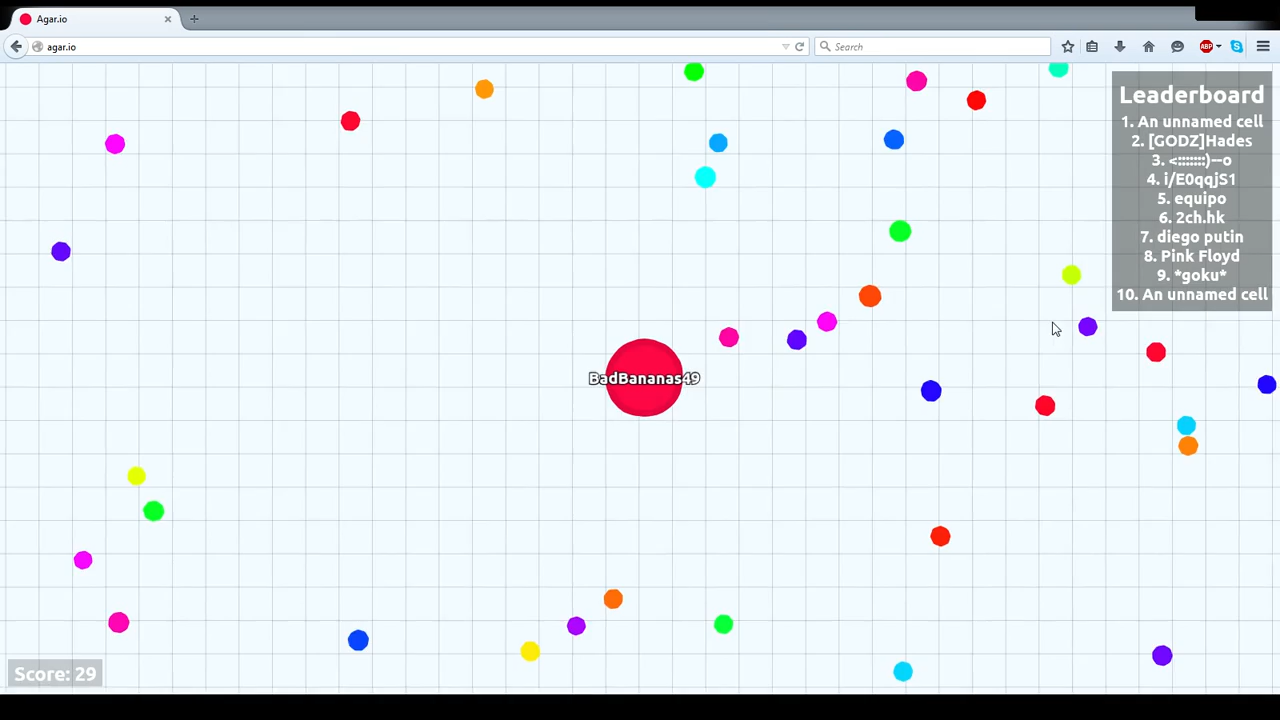 Agar.io
agar.io
Search
ABP
Leaderboard
1. An unnamed cell
2. [GODZ]Hades
3. <:::::::)--o
4. i/E0qqjS1
5. equipo
6. 2ch.hk
7. diego putin
8. Pink Floyd
9. *goku*
10. An unnamed cell
BadBananas49
Score: 29